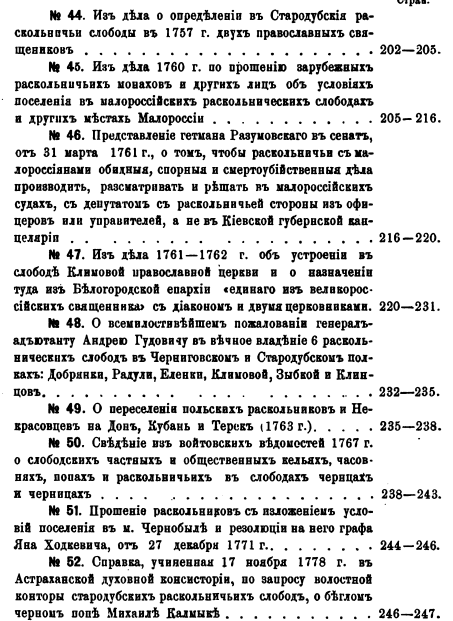 Стран.
№ 44. Изъ дѣла о опредѣленіи въ Стародубскія ра-
скольничьи слободы въ 1757 г. двухъ православныхъ свя-
щениковъ . . . . . . . . . . . . . . . . . 202—205.
№ 45. Изъ дѣла 1760 г. по прошенію зарубежныхъ
раскольничьихъ монаховъ и другихъ лицъ объ условіяхъ
поселенія въ малороссійскихъ раскольническихъ слободахъ
и другихъ мѣстахъ Малороссіи . . . . . . . . . . 205—216.
№ 46. Представленіе гетмана Разумовскаго въ сенатъ,
отъ 31 марта 1761 г., о томъ, чтобы раскольничьи съ ма-
лороссіянами обидныя, спорныя и смертоубійственныя дѣла
производить, разсматривать и рѣшать въ малороссійскихъ
судахъ, съ депутатомъ съ раскольничьей стороны изъ офи-
церовъ или управителей, а не въ Кіевской губернской кан-
целяріи . . . . . . . . . . . . . . . . . 216—220.
№ 47. Изъ дѣла 1761—1762 г. объ устроеніи въ
слободѣ Климовой православной церкви и о назначеніи
туда изъ Бѣлогородской епархіи «единаго изъ великорос-
сійскихъ священника» съ діакономъ и двумя церковниками. 220—231.
№ 48. О всемилостивѣйшемъ пожалованіи генералъ-
адъютанту Андрею Гудовичу въ вѣчное владѣніе 6 расколь-
ническихъ слободъ въ Черниговскомъ и Стародубскомъ пол-
кахъ: Добрянки, Радули, Еленки, Климовой, Зыбкой и Клин-
цовъ. . . . . . . . . . . . . . . . . . 232—235.
№ 49. О переселеніи польскихъ раскольниковъ и Не-
красовцевъ на Донъ, Кубань и Терекъ (1763 г.). . . . . 235—238.
№ 50. Свѣдѣніе изъ войтовскихъ вѣдомостей 1767 г.
о слободскихъ частныхъ и общественныхъ кельяхъ, часов-
няхъ, попахъ и раскольничьихъ въ слободахъ чернцахъ
и черницахъ . . . . . . . . . . . . . . . . 238—243.
№ 51. Прошеніе раскольниковъ съ изложеніемъ усло-
вій поселенія въ м. Чернобылѣ и резолюціи на него графа
Яна Ходкевича, отъ 27 декабря 1771 г. . . . . . . . 244—246.
№ 52. Справка, учиненная 17 ноября 1778 г. въ
Астраханской духовной консисторіи, по запросу волостной
конторы стародубскихъ раскольничьихъ слободъ, о бѣгломъ
черномъ попѣ Михаилѣ Калмыкѣ . . . . . . . . . . 246—247.